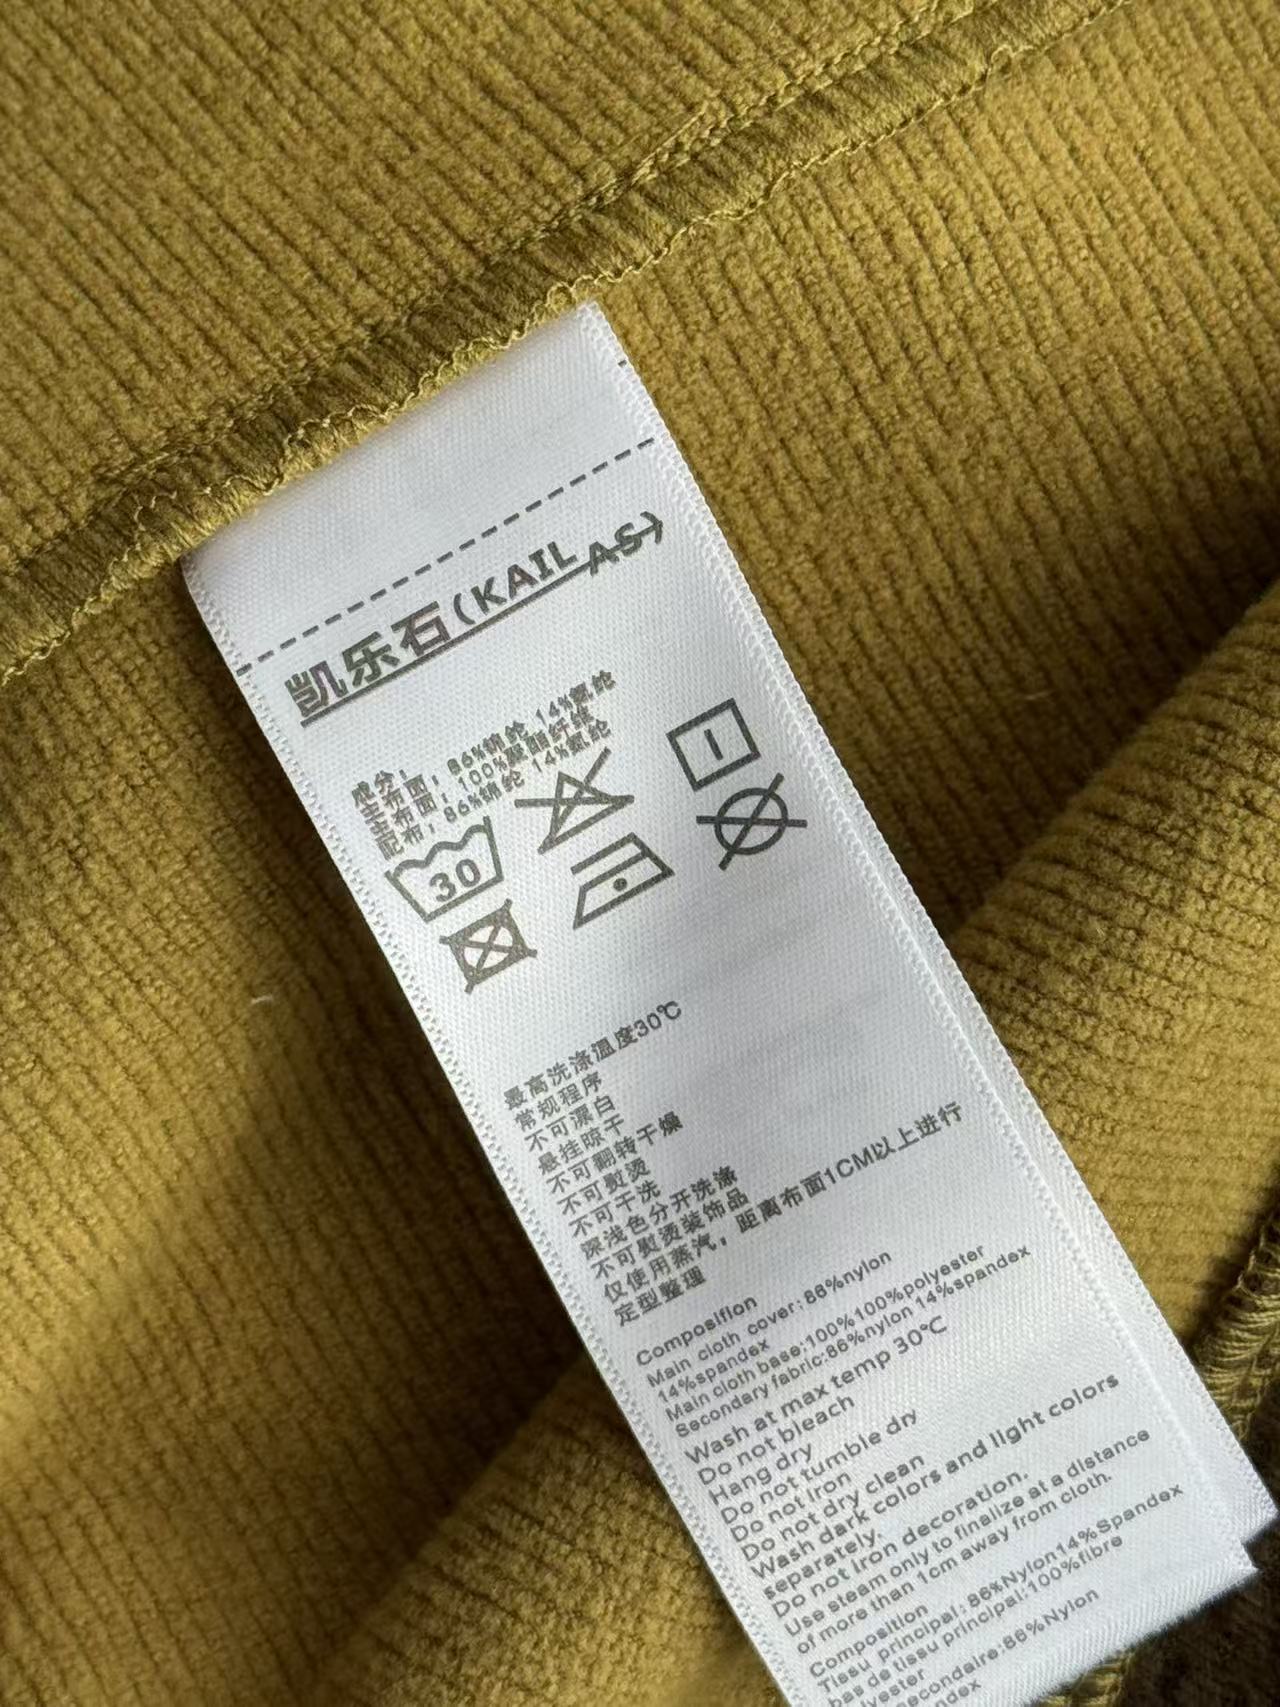 凯乐石(KAILAS)
成分：
主布面：86%锦纶 14%氨纶
主布面：100%聚酯纤维
配布：86%锦纶 14%氨纶
30
最高洗涤温度30℃
常规程序
不可漂白
悬挂晾干
不可翻转干燥
不可熨烫
不可干洗
深浅色分开洗涤
不可熨烫装饰品
仅使用蒸汽，距离布面1CM以上进行
定型整理
Composition
Main cloth cover:86%nylon
14%spandex
Main cloth base:100%100%polyester
Secondary fabric:86%nylon 14%spandex
Wash at max temp 30℃
Do not bleach
Hang dry
Do not tumble dry
Do not Iron
Do not dry clean
Wash dark colors and light colors
separately.
Do not Iron decoration.
Use steam only to finalize at a distance
of more than 1cm away from cloth.
Composition
Tissu principal:86%Nylon14%Spandex
bas de tissu principal:100%fibre
econdaire:86%Nylon